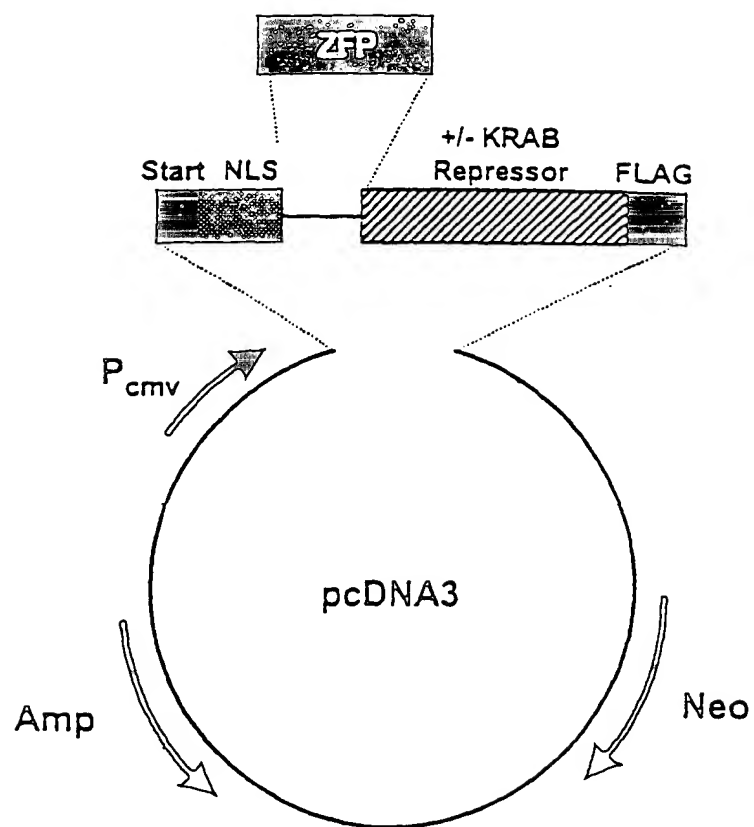 ZFP
+/- KRAB
Start NLS Repressor FLAG
Pcmv
pcDNA3
Amp
Neo